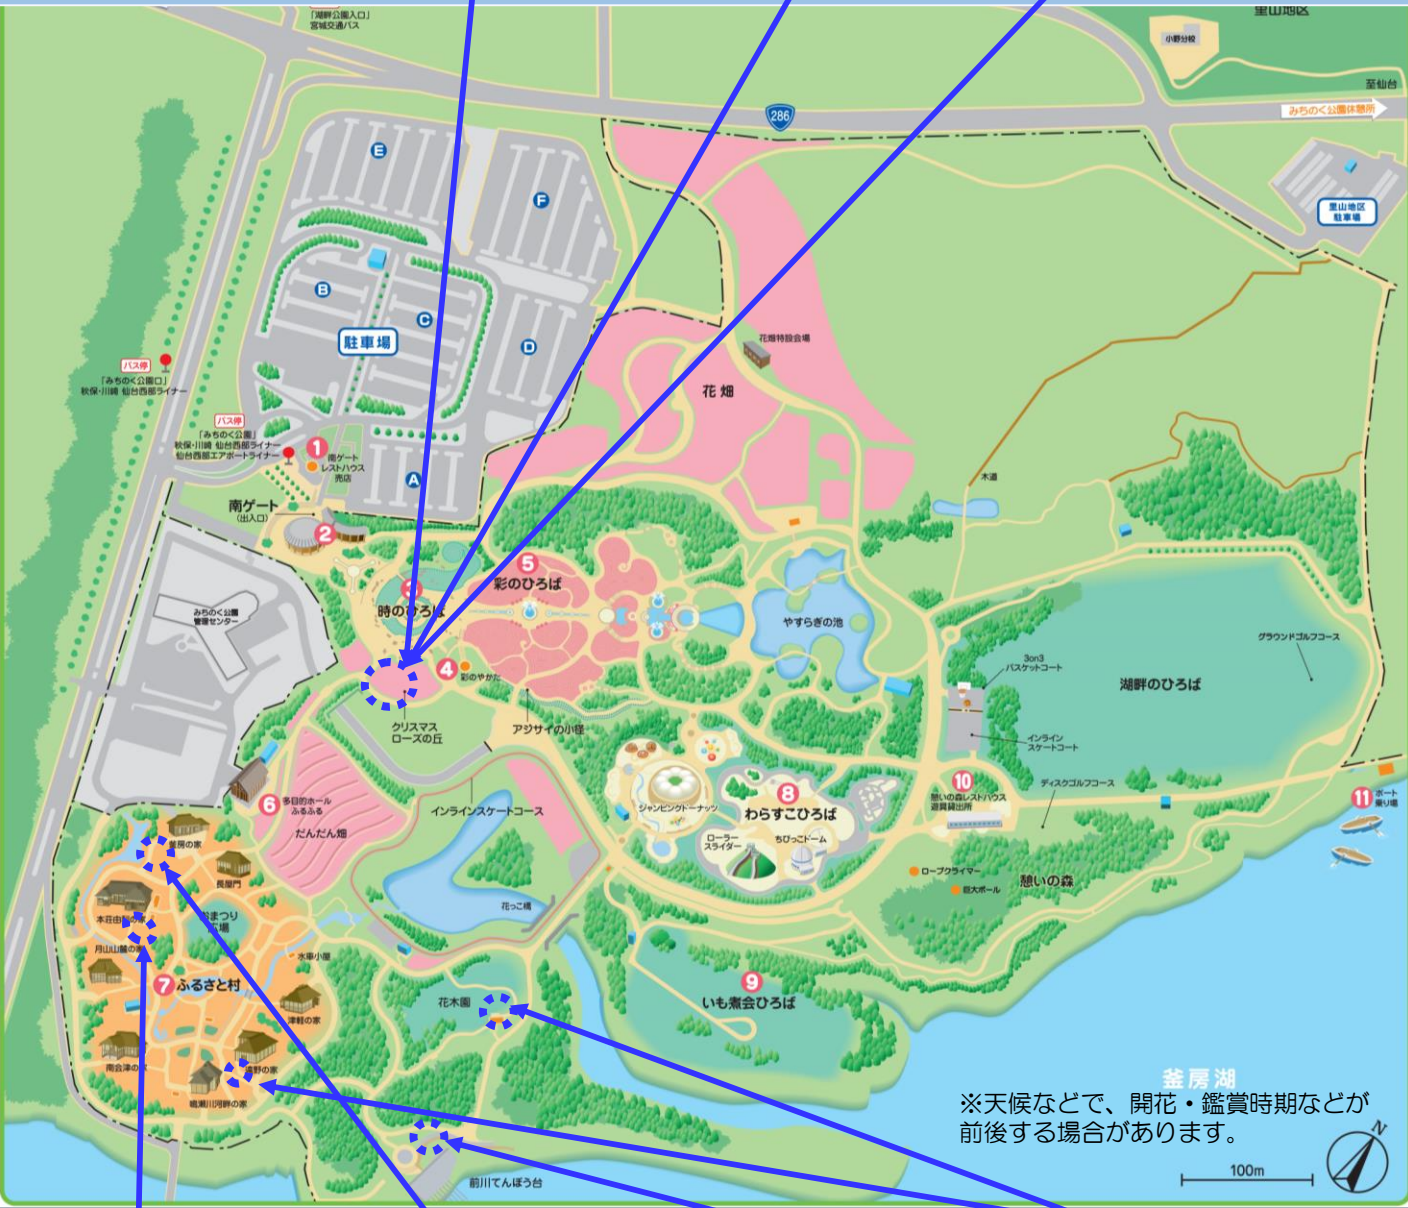 「湖畔公園入口」
宮城交通バス
里山地区
小野分校
至仙台
みちのく公園休憩所
286
里山地区
駐車場
E
F
B
C
D
A
駐車場
バス停
「みちのく公園口」
秋保・川崎 仙台西部ライナー
バス停
「みちのく公園」
秋保・川崎 仙台西部ライナー
仙台西部エアポートライナー
1
南ゲート
レストハウス
売店
南ゲート
(出入口)
2
花畑特設会場
花畑
木道
みちのく公園
管理センター
時のひろば
5
彩のひろば
4
彩のやかた
やすらぎの池
クリスマス
ローズの丘
アジサイの小径
3on3
バスケットコート
グラウンドゴルフコース
湖畔のひろば
インライン
スケートコート
6
多目的ホール
ふるふる
だんだん畑
インラインスケートコース
ジャンピングドーナッツ
8
わらすこひろば
ローラー
スライダー
ちびっこドーム
10
憩いの森レストハウス
遊具貸出所
ディスクゴルフコース
11
ボート
乗り場
ロープクライマー
巨大ボール
憩いの森
釜房の家
長屋門
月山山麓の家
水車小屋
7
ふるさと村
津軽の家
南会津の家
遠野の家
鳴瀬川河畔の家
花っこ橋
花木園
9
いも煮会ひろば
前川てんぼう台
釜房湖
※天候などで、開花・鑑賞時期などが
前後する場合があります。
N
100m